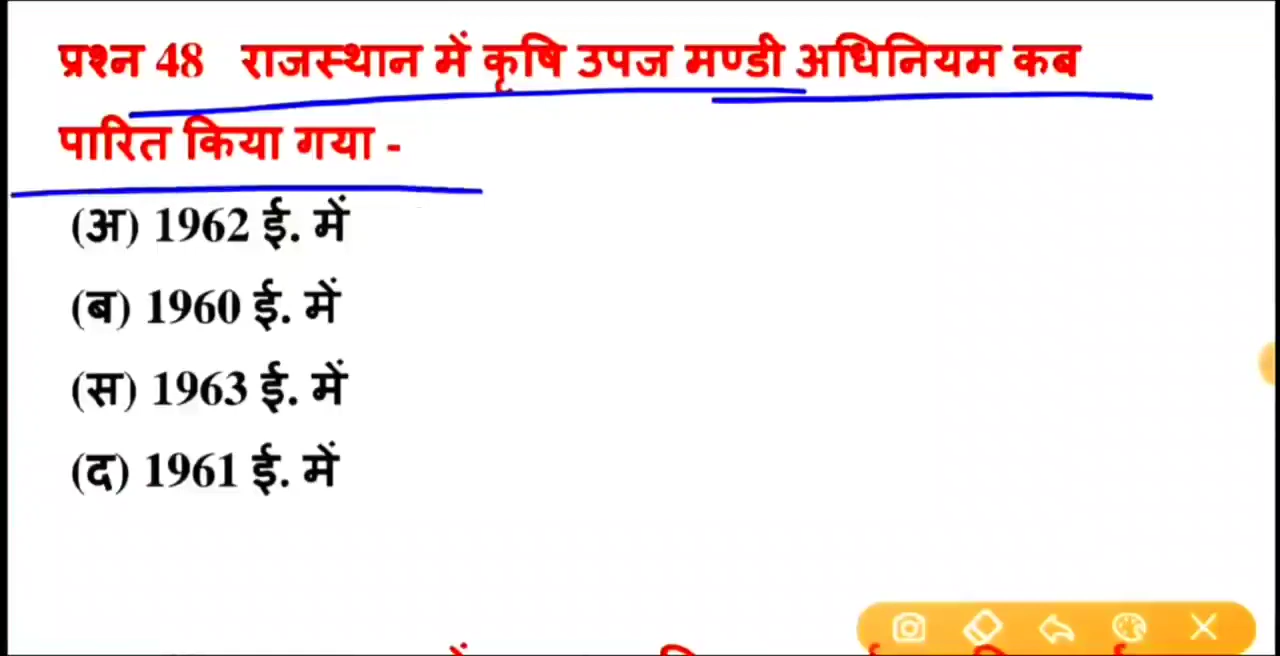 प्रश्न 48 राजस्थान में कृषि उपज मण्डी अधिनियम कब
पारित किया गया -
(अ) 1962 ई. में
(ब) 1960 ई. में
(स) 1963 ई. में
(द) 1961 ई. में